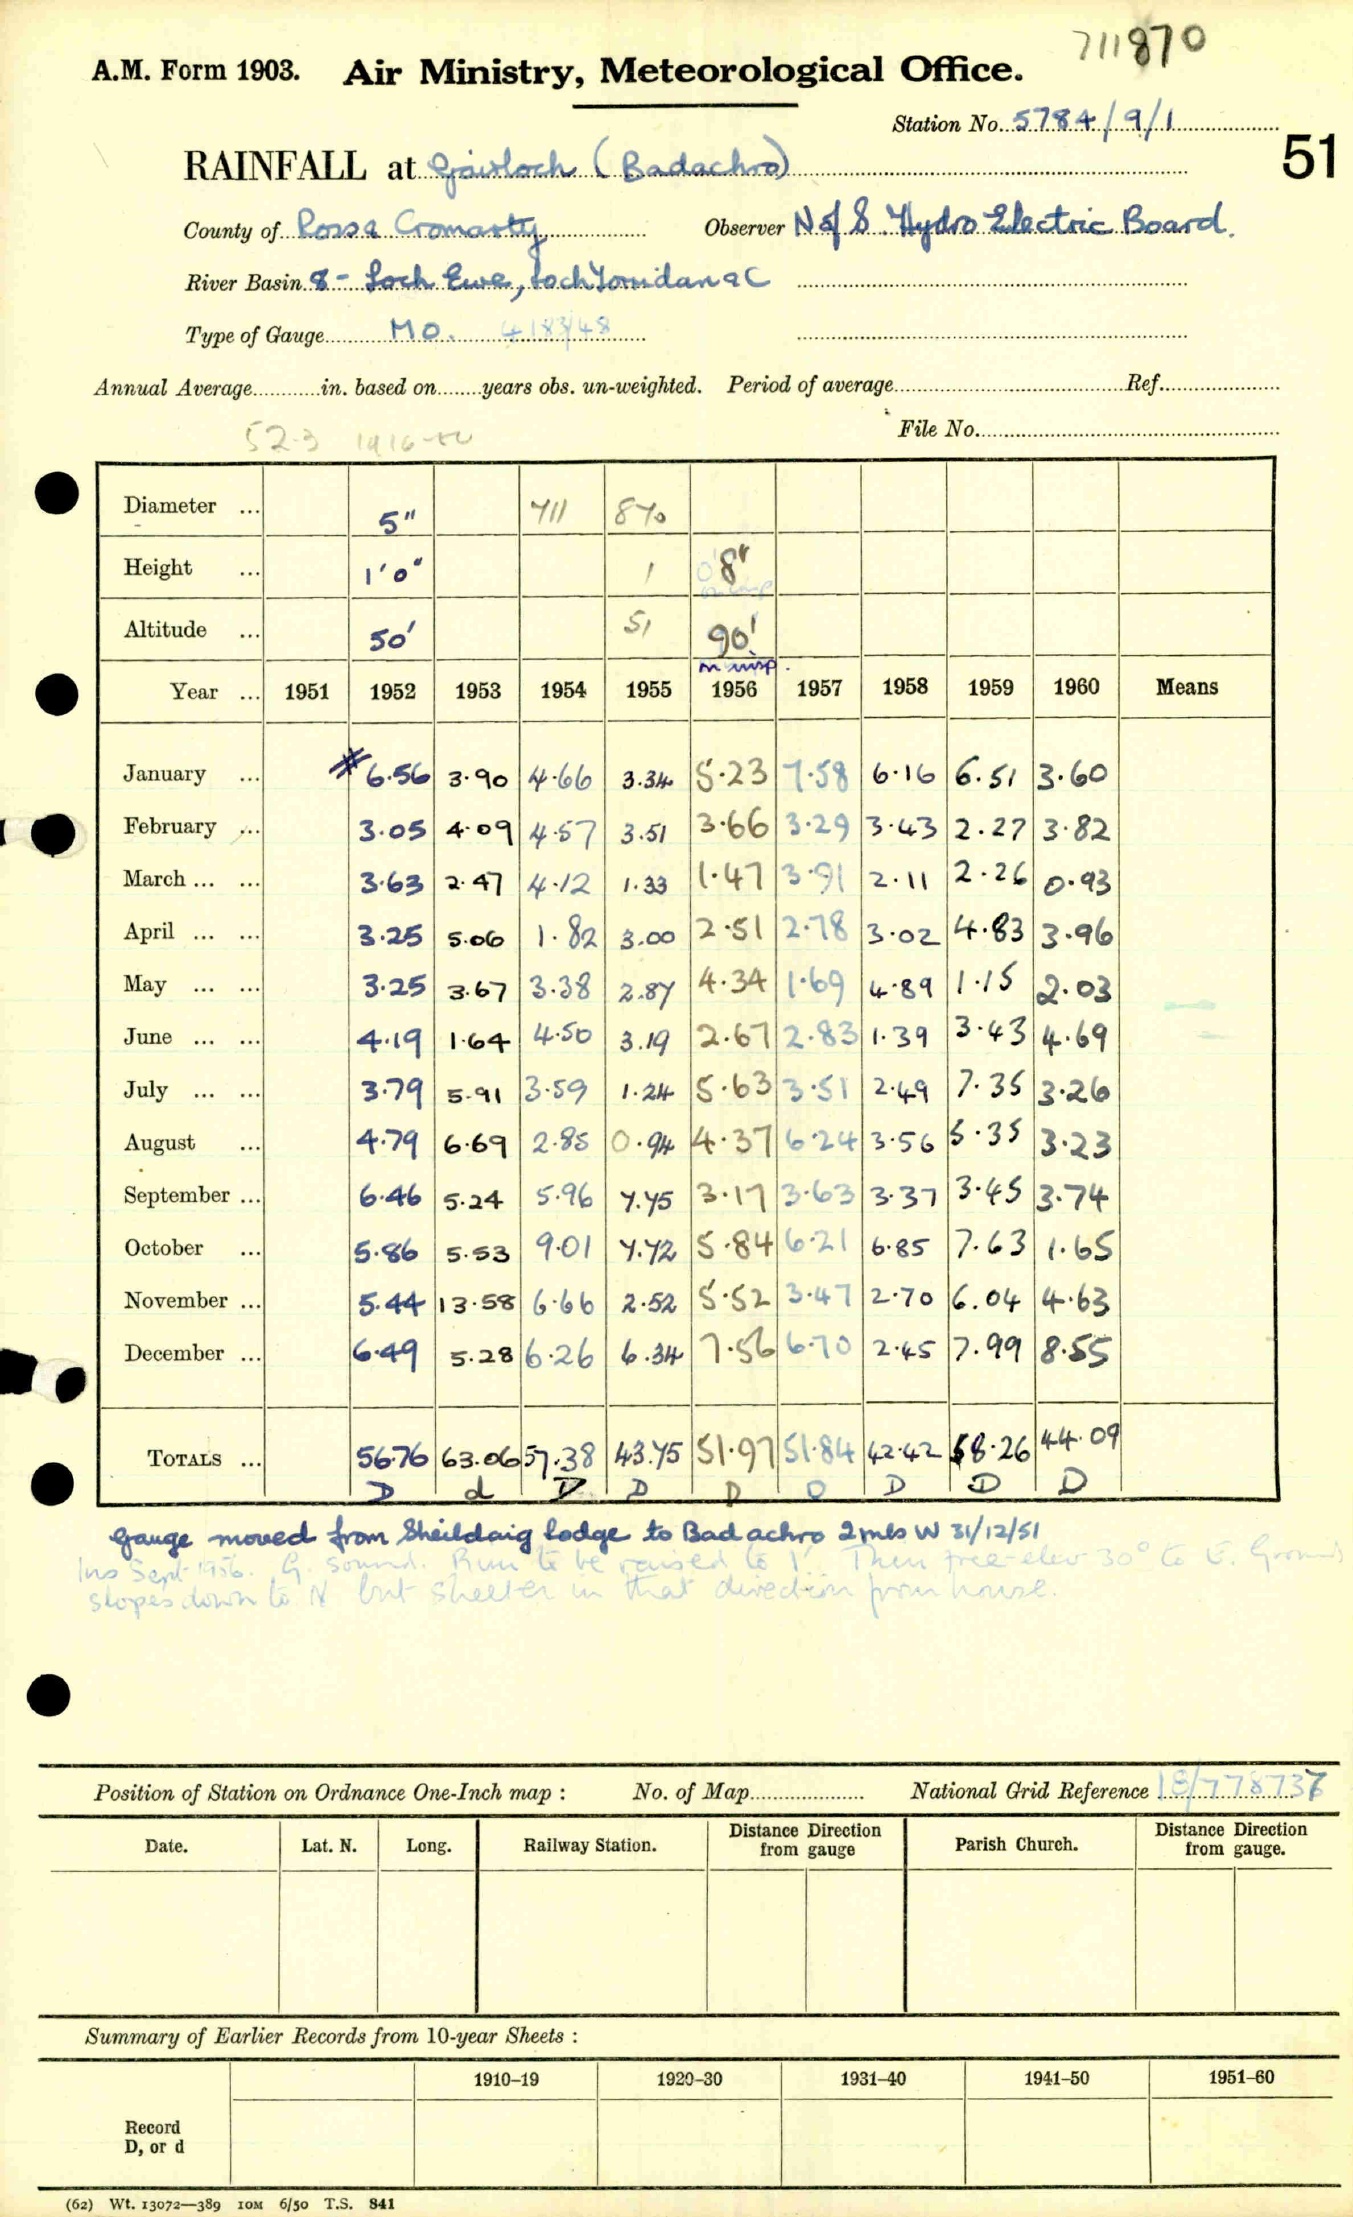 711870
A.M. Form 1903. Air Ministry, Meteorological Office.
Station No. 5784/9/1
51
RAINFALL at Gairloch (Badachro)
County of Ross & Cromarty Observer N of S. Hydro Electric Board.
River Basin 8 - Loch Ewe, Loch Torridon &c
Type of Gauge MO. 4183/48
Annual Average in. based on years obs. un-weighted. Period of average Ref.
52.3 1916-50
File No.
Diameter ... 5" 711 870
Height ... 1'0" 1 0'8"
on insp
Altitude ... 50' 51 90'
on insp.
Year ... 1951 1952 1953 1954 1955 1956 1957 1958 1959 1960 Means
January ... # 6.56 3.90 4.66 3.34 5.23 7.58 6.16 6.51 3.60
February ... 3.05 4.09 4.57 3.51 3.66 3.29 3.43 2.27 3.82
March ... ... 3.63 2.47 4.12 1.33 1.47 3.91 2.11 2.26 0.93
April ... ... 3.25 5.06 1.82 3.00 2.51 2.78 3.02 4.83 3.96
May ... ... 3.25 3.67 3.38 2.87 4.34 1.69 4.89 1.15 2.03
June ... ... 4.19 1.64 4.50 3.19 2.67 2.83 1.39 3.43 4.69
July ... ... 3.79 5.91 3.59 1.24 5.63 3.51 2.49 7.35 3.26
August ... 4.79 6.69 2.85 0.94 4.37 6.24 3.56 5.35 3.23
September ... 6.46 5.24 5.96 7.75 3.17 3.63 3.37 3.45 3.74
October ... 5.86 5.53 9.01 7.72 5.84 6.21 6.85 7.63 1.65
November ... 5.44 13.58 6.66 2.52 5.52 3.47 2.70 6.04 4.63
December ... 6.49 5.28 6.26 6.34 7.56 6.70 2.45 7.99 8.55
TOTALS ... 56.76 63.06 57.38 43.75 51.97 51.84 42.42 58.26 44.09
D d D D D D D D D
Gauge moved from Sheildaig Lodge to Badachro 2 mls W 31/12/51
Ins Sept 1956. G. sound. Rim to be raised to 1'. Then free-elev 30° to E. Ground
slopes down to N but shelter in that direction from house.
Position of Station on Ordnance One-Inch map : No. of Map National Grid Reference 18/778737
Date. Lat. N. Long. Railway Station. Distance Direction from gauge Parish Church. Distance Direction from gauge.
Summary of Earlier Records from 10-year Sheets :
1910–19 1920–30 1931–40 1941–50 1951–60
Record
D, or d
(62) Wt. 13072—389 10M 6/50 T.S. 841